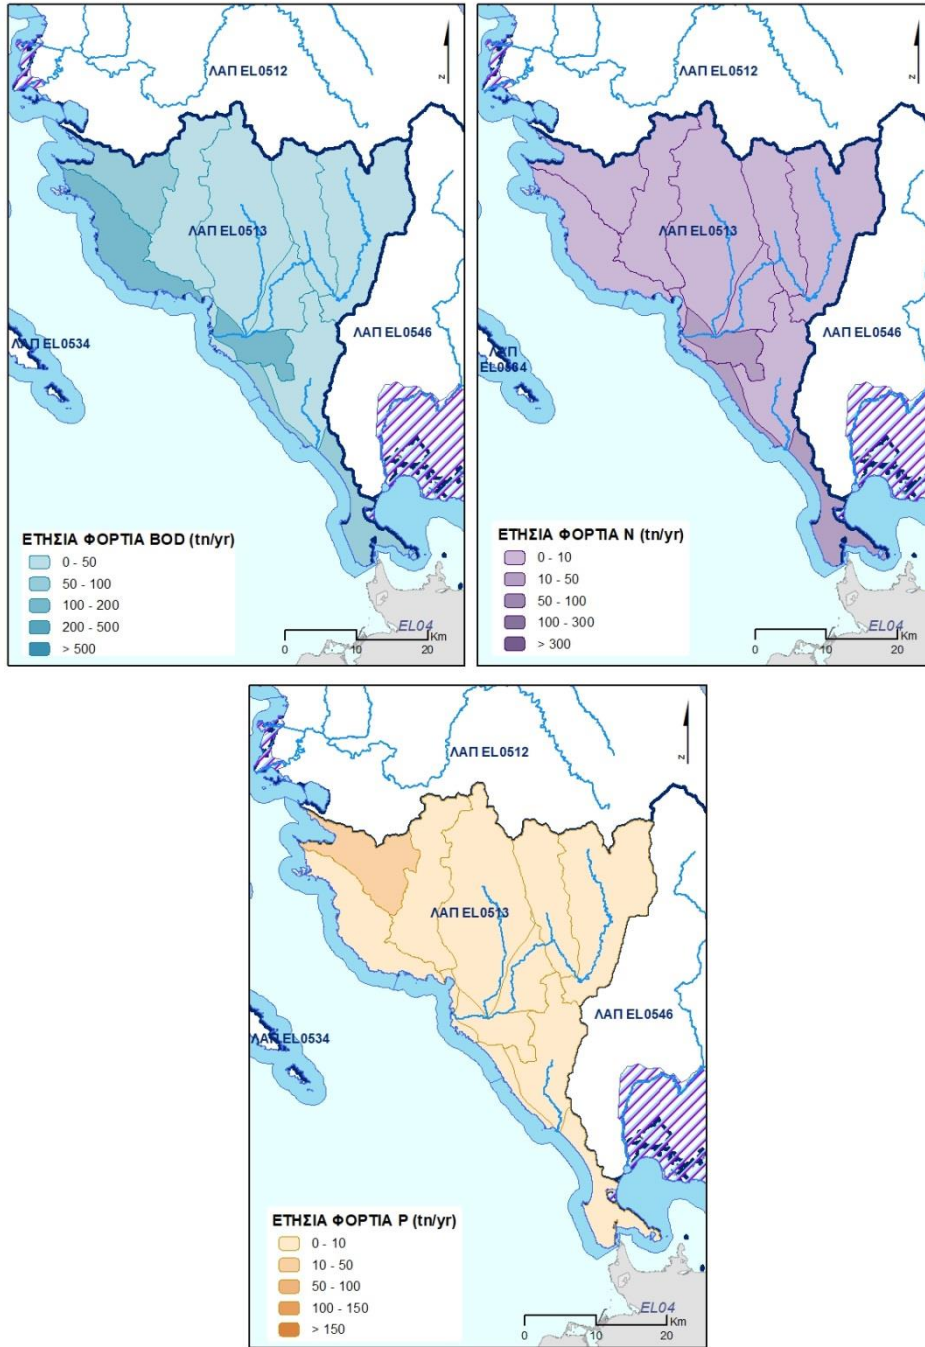 ΛΑΠ EL0512
z
ΛΑΠ EL0513
ΛΑΠ EL0534
ΛΑΠ EL0546
ΕΤΗΣΙΑ ΦΟΡΤΙΑ BOD (tn/yr)
0 - 50
50 - 100
100 - 200
200 - 500
> 500
EL04
Km
0 10 20
ΛΑΠ EL0512
z
ΛΑΠ EL0513
ΛΑΠ
EL0534
ΛΑΠ EL0546
ΕΤΗΣΙΑ ΦΟΡΤΙΑ N (tn/yr)
0 - 10
10 - 50
50 - 100
100 - 300
> 300
EL04
Km
0 10 20
ΛΑΠ EL0512
z
ΛΑΠ EL0513
ΛΑΠ EL0534
ΛΑΠ EL0546
ΕΤΗΣΙΑ ΦΟΡΤΙΑ P (tn/yr)
0 - 10
10 - 50
50 - 100
100 - 150
> 150
EL04
Km
0 10 20